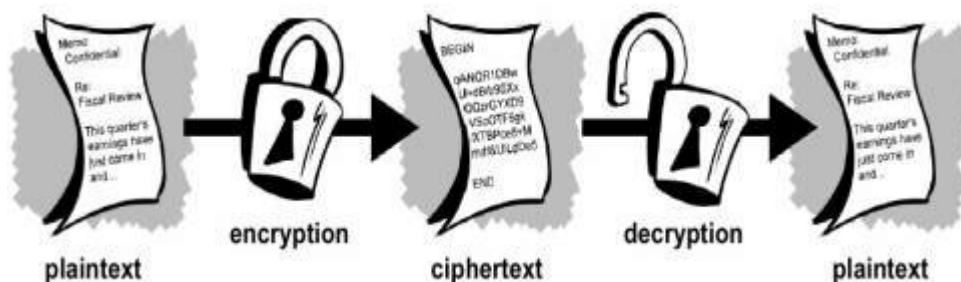 Memo:
Confidential
Re:
Fiscal Review
This quarter's
earnings have
just come in
and...
encryption
BEGIN
END
decryption
Memo:
Confidential
Re:
Fiscal Review
This quarter's
earnings have
just come in
and...
plaintext
ciphertext
plaintext